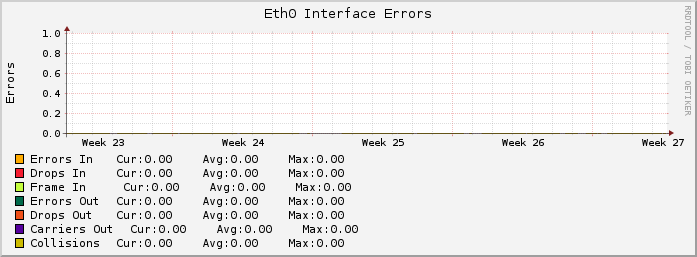 Eth0 Interface Errors
RRDTOOL / TOBI OETIKER
Errors
1.0
0.8
0.6
0.4
0.2
0.0
Week 23 Week 24 Week 25 Week 26 Week 27
Errors In Cur:0.00 Avg:0.00 Max:0.00
Drops In Cur:0.00 Avg:0.00 Max:0.00
Frame In Cur:0.00 Avg:0.00 Max:0.00
Errors Out Cur:0.00 Avg:0.00 Max:0.00
Drops Out Cur:0.00 Avg:0.00 Max:0.00
Carriers Out Cur:0.00 Avg:0.00 Max:0.00
Collisions Cur:0.00 Avg:0.00 Max:0.00